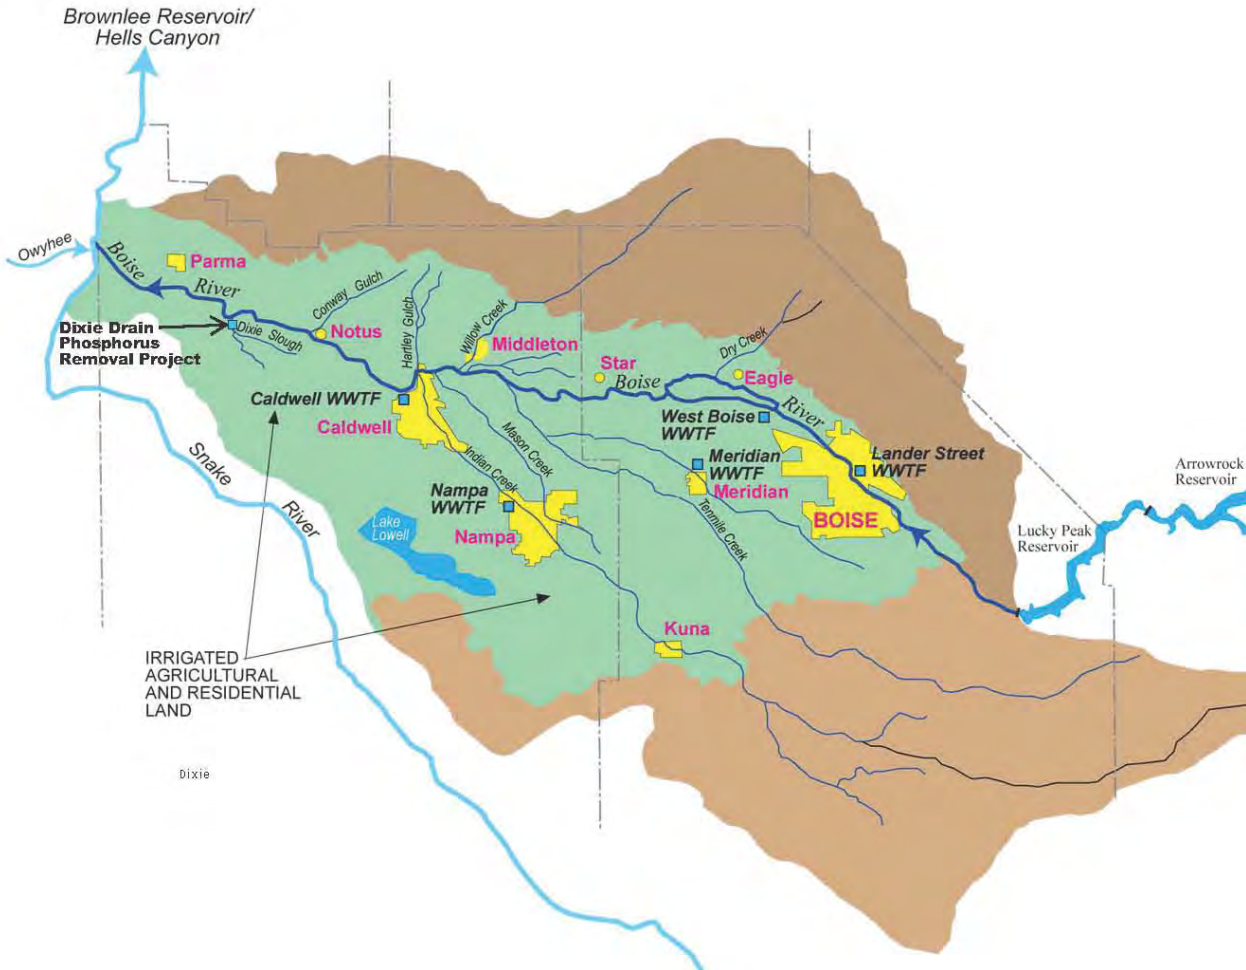 Brownlee Reservoir/
Hells Canyon
Owyhee
Boise
River
Parma
Dixie Drain
Phosphorus
Removal Project
Dixie Slough
Conway Gulch
Notus
Hartley Gulch
Willow Creek
Middleton
Star
Boise
River
Dry Creek
Eagle
Caldwell WWTF
Caldwell
West Boise
WWTF
Meridian
WWTF
Meridian
Lander Street
WWTF
BOISE
Arrowrock
Reservoir
Lucky Peak
Reservoir
Mason Creek
Indian Creek
Tenmile Creek
Nampa
WWTF
Nampa
Lake
Lowell
Snake
River
Kuna
IRRIGATED
AGRICULTURAL
AND RESIDENTIAL
LAND
Dixie